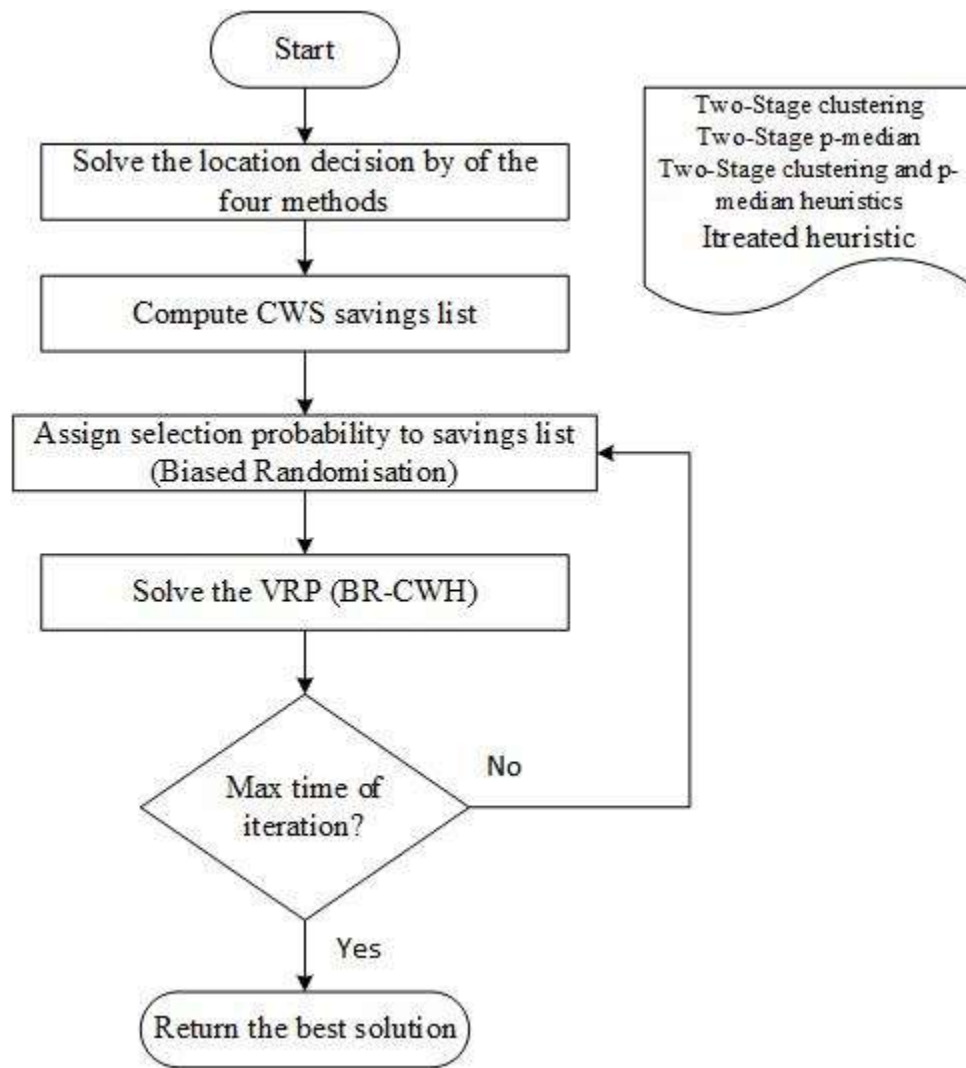 Start
Solve the location decision by of the
four methods
Compute CWS savings list
Assign selection probability to savings list
(Biased Randomisation)
Solve the VRP (BR-CWH)
Max time of
iteration?
No
Yes
Return the best solution
Two-Stage clustering
Two-Stage p-median
Two-Stage clustering and p-
median heuristics
Itreated heuristic